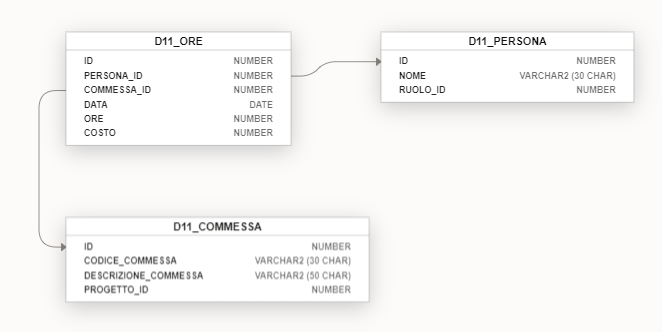 D11_ORE
ID NUMBER
PERSONA_ID NUMBER
COMMESSA_ID NUMBER
DATA DATE
ORE NUMBER
COSTO NUMBER
D11_PERSONA
ID NUMBER
NOME VARCHAR2 (30 CHAR)
RUOLO_ID NUMBER
D11_COMMESSA
ID NUMBER
CODICE_COMMESSA VARCHAR2 (30 CHAR)
DESCRIZIONE_COMMESSA VARCHAR2 (50 CHAR)
PROGETTO_ID NUMBER